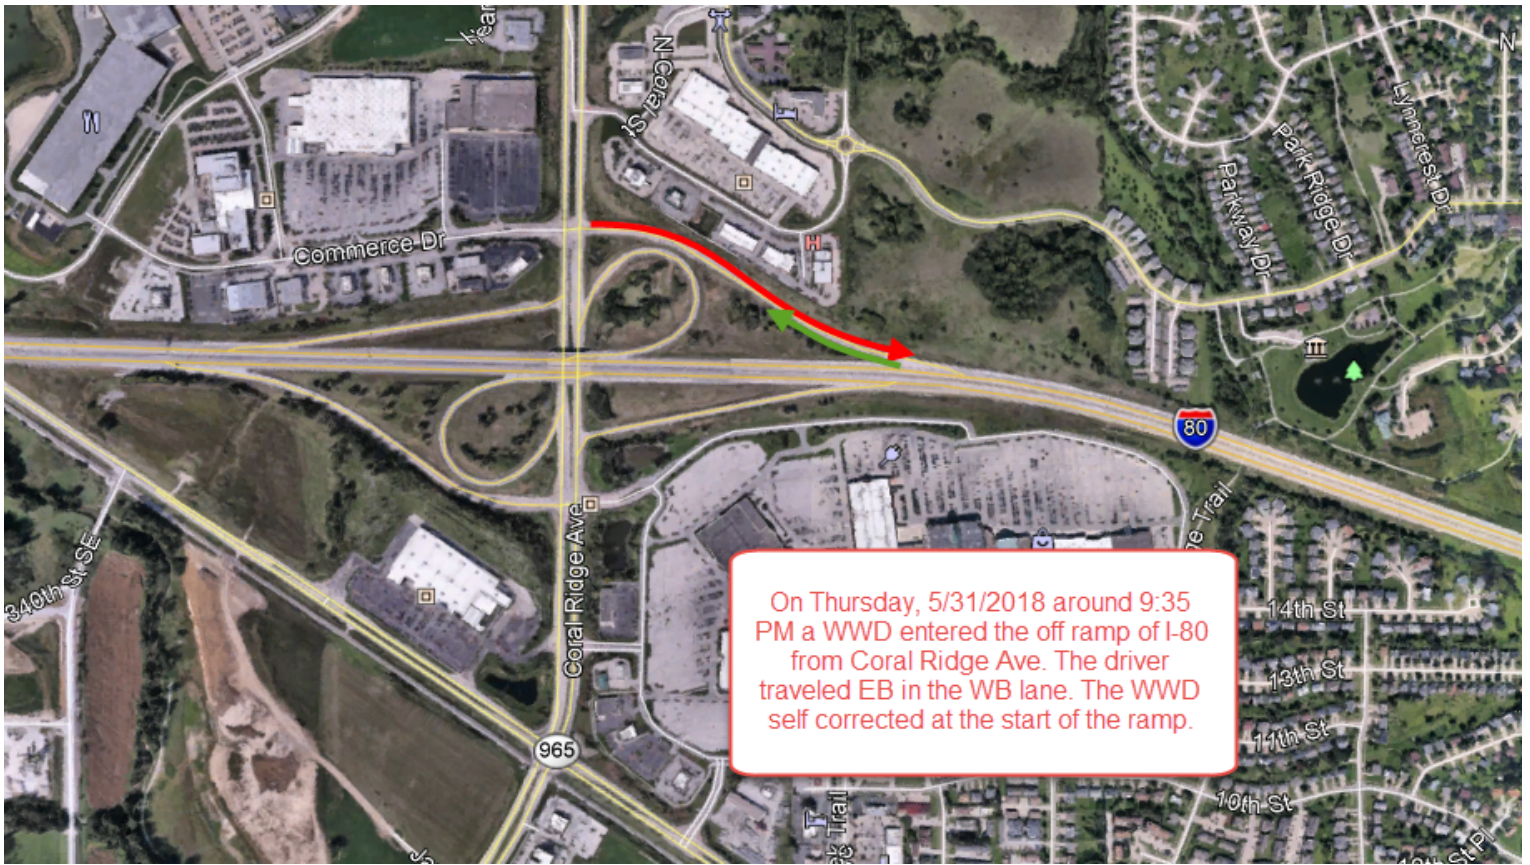 N
N Coral St
Lynncrest Dr
Park Ridge Dr
Parkway Dr
Commerce Dr
H
80
340th St SE
Coral Ridge Ave
965
On Thursday, 5/31/2018 around 9:35
PM a WWD entered the off ramp of I-80
from Coral Ridge Ave. The driver
traveled EB in the WB lane. The WWD
self corrected at the start of the ramp.
ge Trail
14th St
13th St
11th St
10th St
Trail